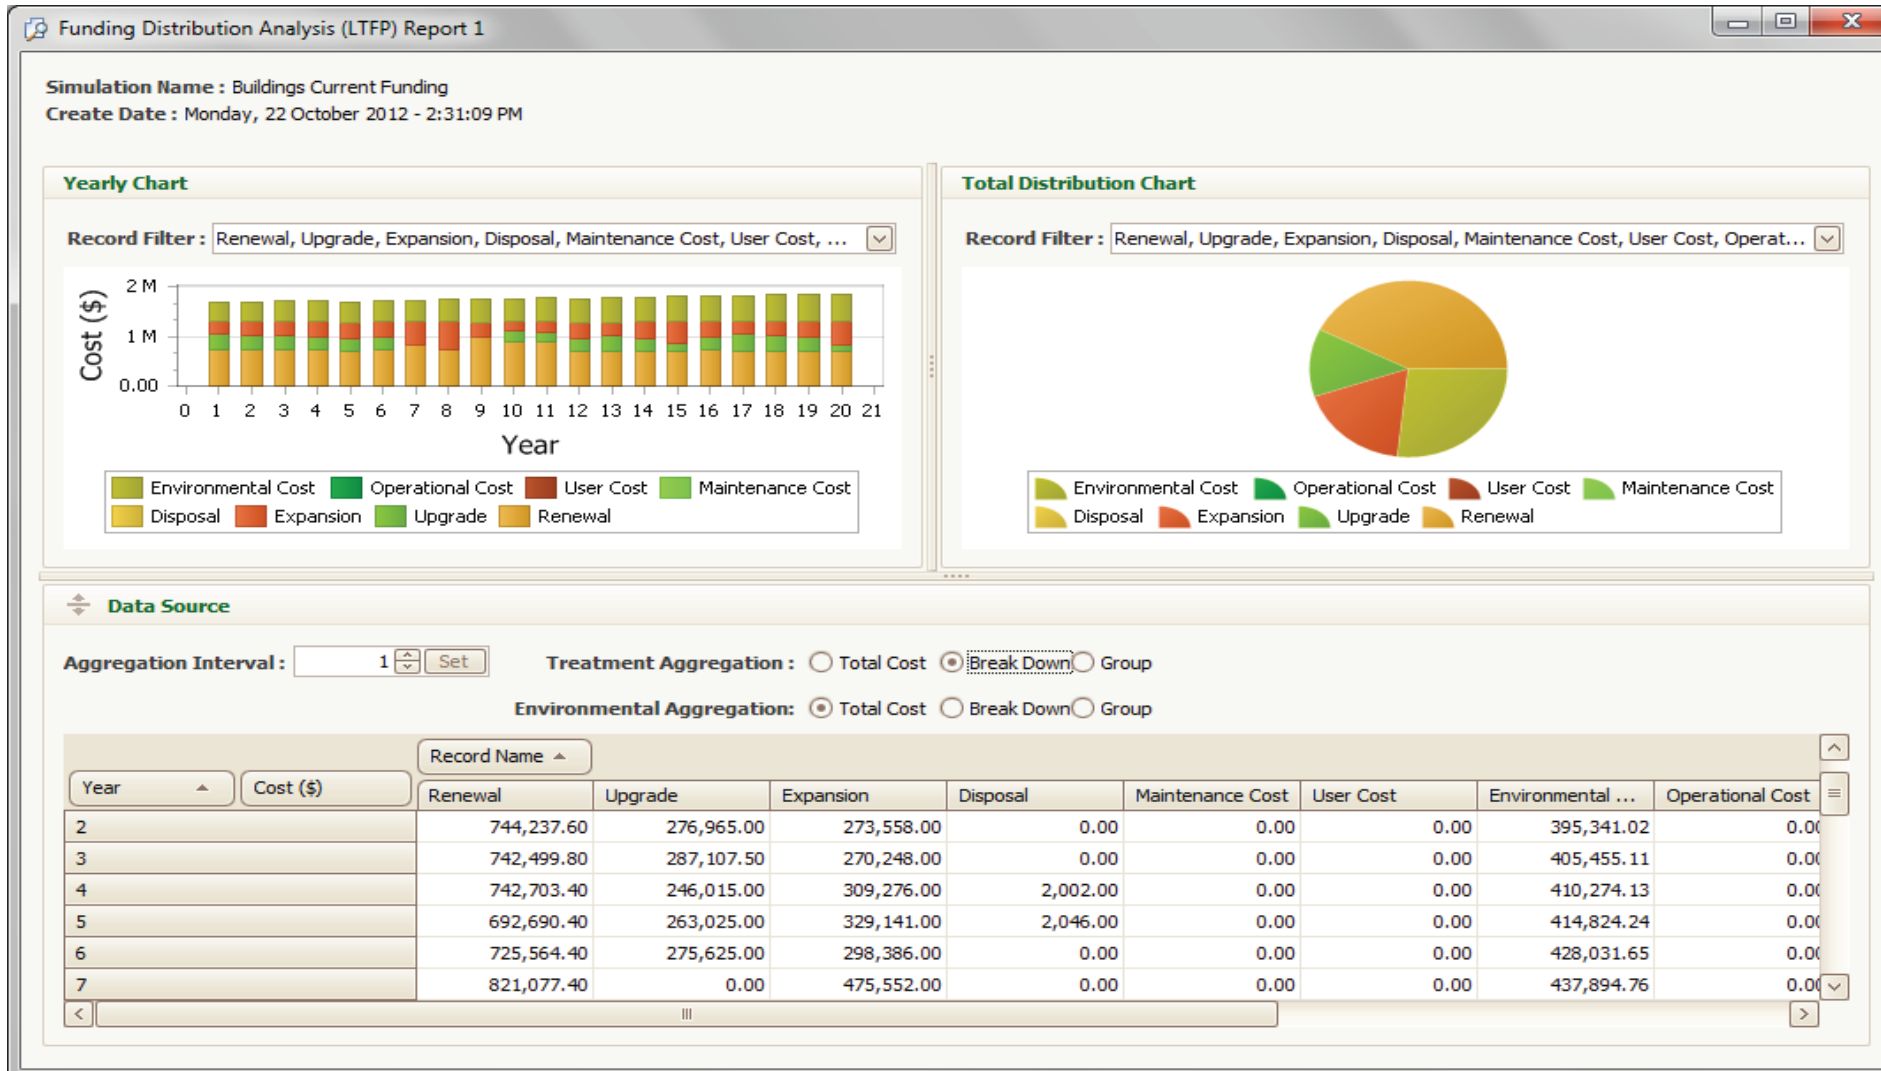 Funding Distribution Analysis (LTFP) Report 1
Simulation Name : Buildings Current Funding
Create Date : Monday, 22 October 2012 - 2:31:09 PM
Yearly Chart
Record Filter : Renewal, Upgrade, Expansion, Disposal, Maintenance Cost, User Cost, ...
Cost ($)
2 M
1 M
0.00
0 1 2 3 4 5 6 7 8 9 10 11 12 13 14 15 16 17 18 19 20 21
Year
Environmental Cost Operational Cost User Cost Maintenance Cost
Disposal Expansion Upgrade Renewal
Total Distribution Chart
Record Filter : Renewal, Upgrade, Expansion, Disposal, Maintenance Cost, User Cost, Operat...
Environmental Cost Operational Cost User Cost Maintenance Cost
Disposal Expansion Upgrade Renewal
Data Source
Aggregation Interval : 1 Set Treatment Aggregation : Total Cost Break Down Group
Environmental Aggregation: Total Cost Break Down Group
Record Name
Year Cost ($) Renewal Upgrade Expansion Disposal Maintenance Cost User Cost Environmental ... Operational Cost
2 744,237.60 276,965.00 273,558.00 0.00 0.00 0.00 395,341.02 0.00
3 742,499.80 287,107.50 270,248.00 0.00 0.00 0.00 405,455.11 0.00
4 742,703.40 246,015.00 309,276.00 2,002.00 0.00 0.00 410,274.13 0.00
5 692,690.40 263,025.00 329,141.00 2,046.00 0.00 0.00 414,824.24 0.00
6 725,564.40 275,625.00 298,386.00 0.00 0.00 0.00 428,031.65 0.00
7 821,077.40 0.00 475,552.00 0.00 0.00 0.00 437,894.76 0.00